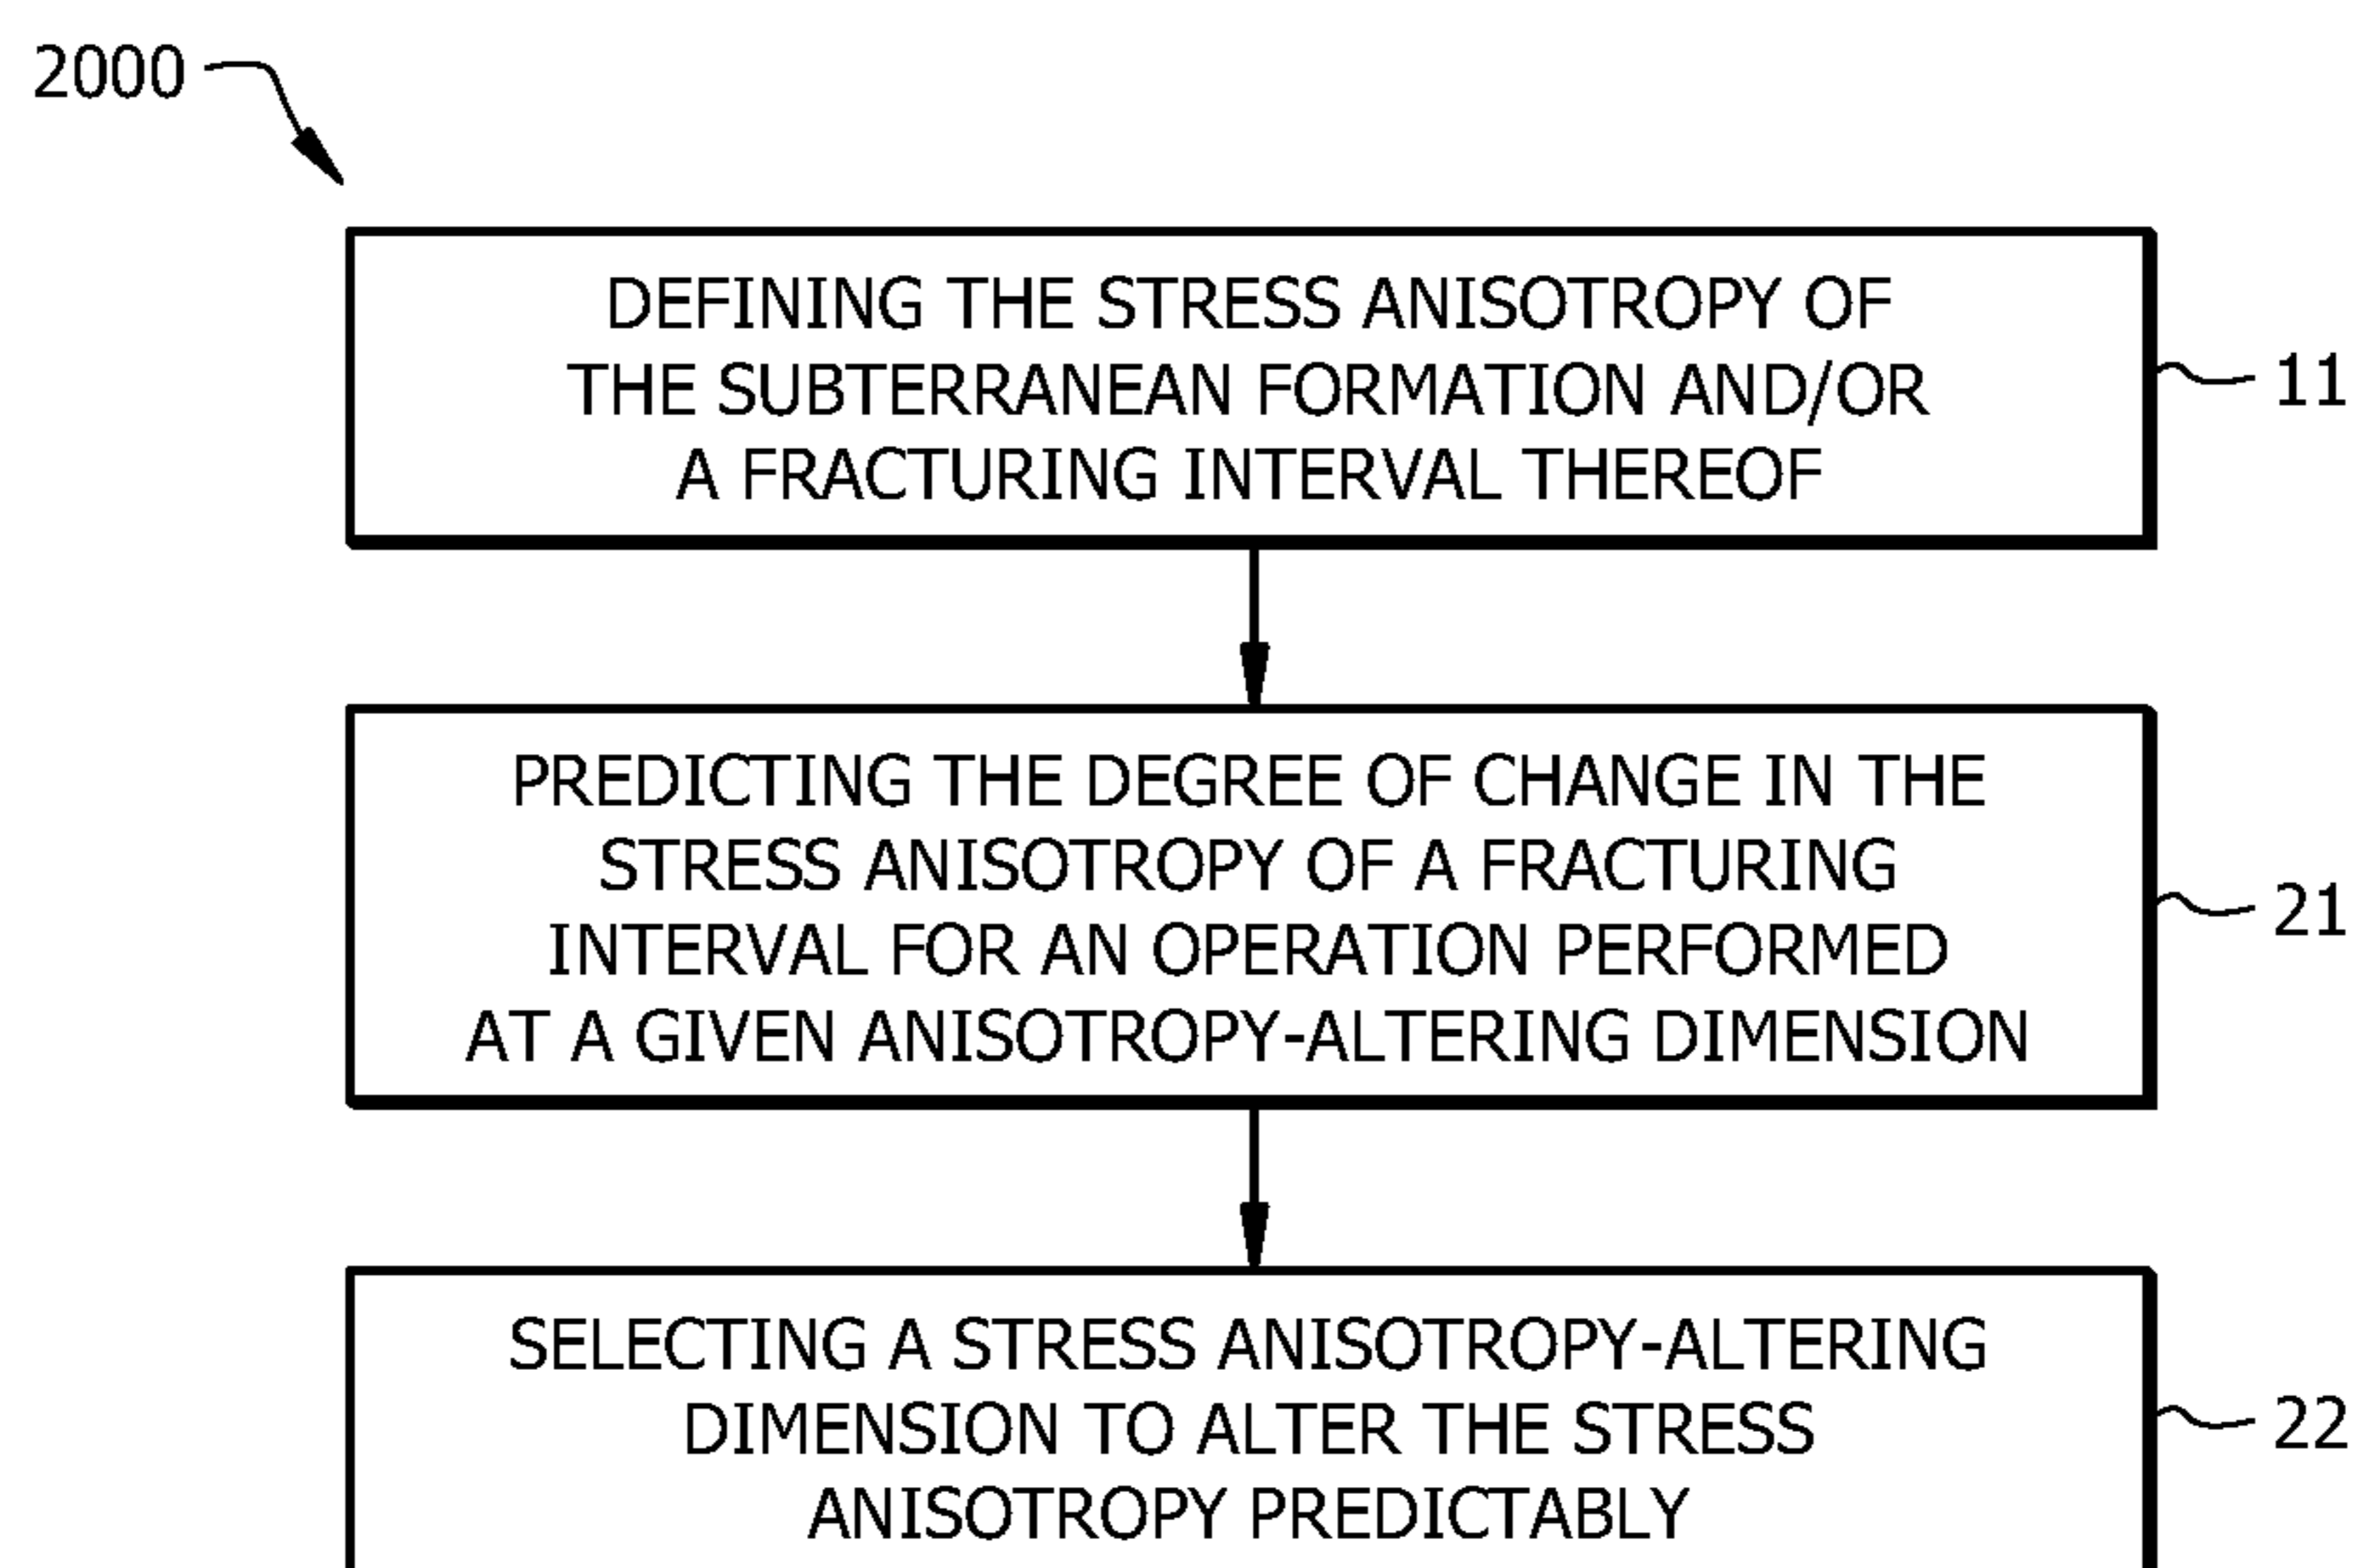 2000
DEFINING THE STRESS ANISOTROPY OF
THE SUBTERRANEAN FORMATION AND/OR
A FRACTURING INTERVAL THEREOF
11
PREDICTING THE DEGREE OF CHANGE IN THE
STRESS ANISOTROPY OF A FRACTURING
INTERVAL FOR AN OPERATION PERFORMED
AT A GIVEN ANISOTROPY-ALTERING DIMENSION
21
SELECTING A STRESS ANISOTROPY-ALTERING
DIMENSION TO ALTER THE STRESS
ANISOTROPY PREDICTABLY
22